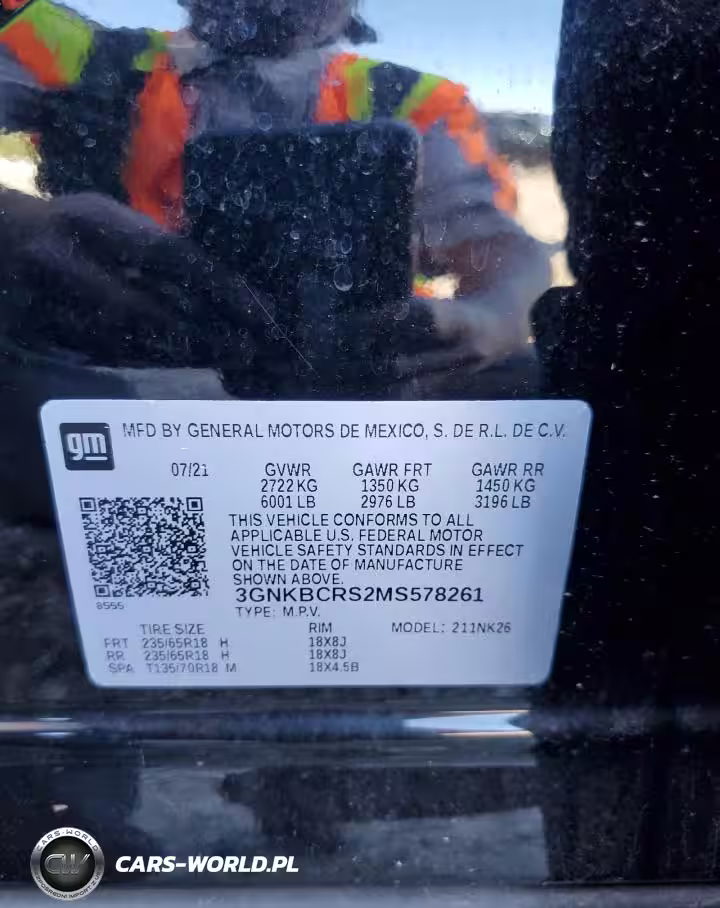 gm MFD BY GENERAL MOTORS DE MEXICO, S. DE R.L. DE C.V.
07/21 GVWR GAWR FRT GAWR RR
2722 KG 1350 KG 1450 KG
6001 LB 2976 LB 3196 LB
THIS VEHICLE CONFORMS TO ALL
APPLICABLE U.S. FEDERAL MOTOR
VEHICLE SAFETY STANDARDS IN EFFECT
ON THE DATE OF MANUFACTURE
SHOWN ABOVE.
3GNKBCRS2MS578261
8555
TYPE: M.P.V.
TIRE SIZE RIM MODEL: 211NK26
FRT 235/65R18 H 18X8J
RR 235/65R18 H 18X8J
SPA T135/70R18 M 18X4.5B
CARS-WORLD
CW
CARS-WORLD.PL